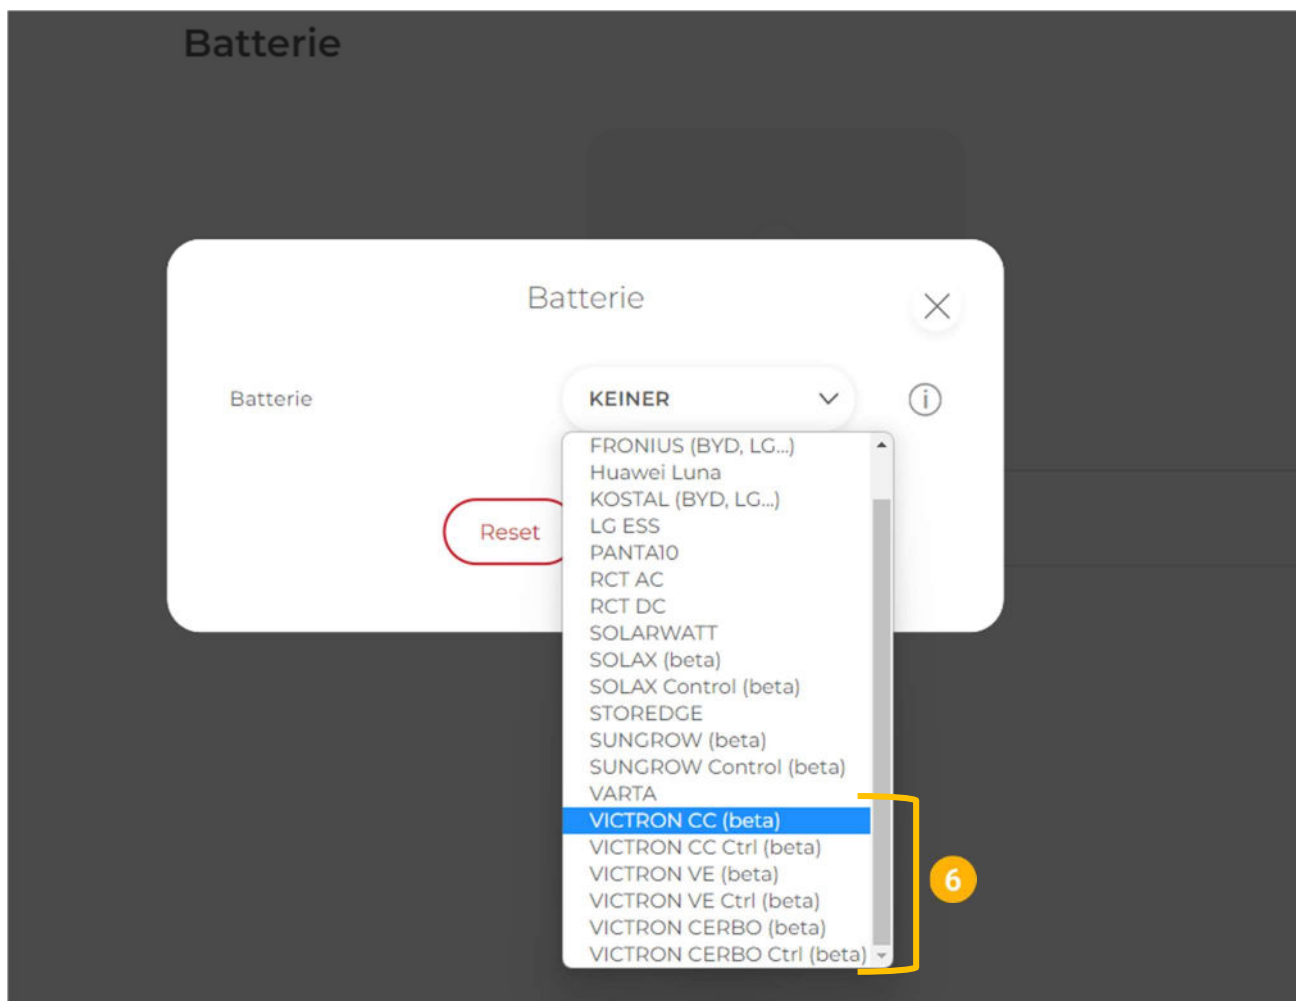 Batterie
Batterie
Batterie
KEINER
FRONIUS (BYD, LG...)
Huawei Luna
KOSTAL (BYD, LG...)
LG ESS
Reset
PANTA10
RCT AC
RCT DC
SOLARWATT
SOLAX (beta)
SOLAX Control (beta)
STOREDGE
SUNGROW (beta)
SUNGROW Control (beta)
VARTA
VICTRON CC (beta)
VICTRON CC Ctrl (beta)
VICTRON VE (beta)
6
VICTRON VE Ctrl (beta)
VICTRON CERBO (beta)
VICTRON CERBO Ctrl (beta)